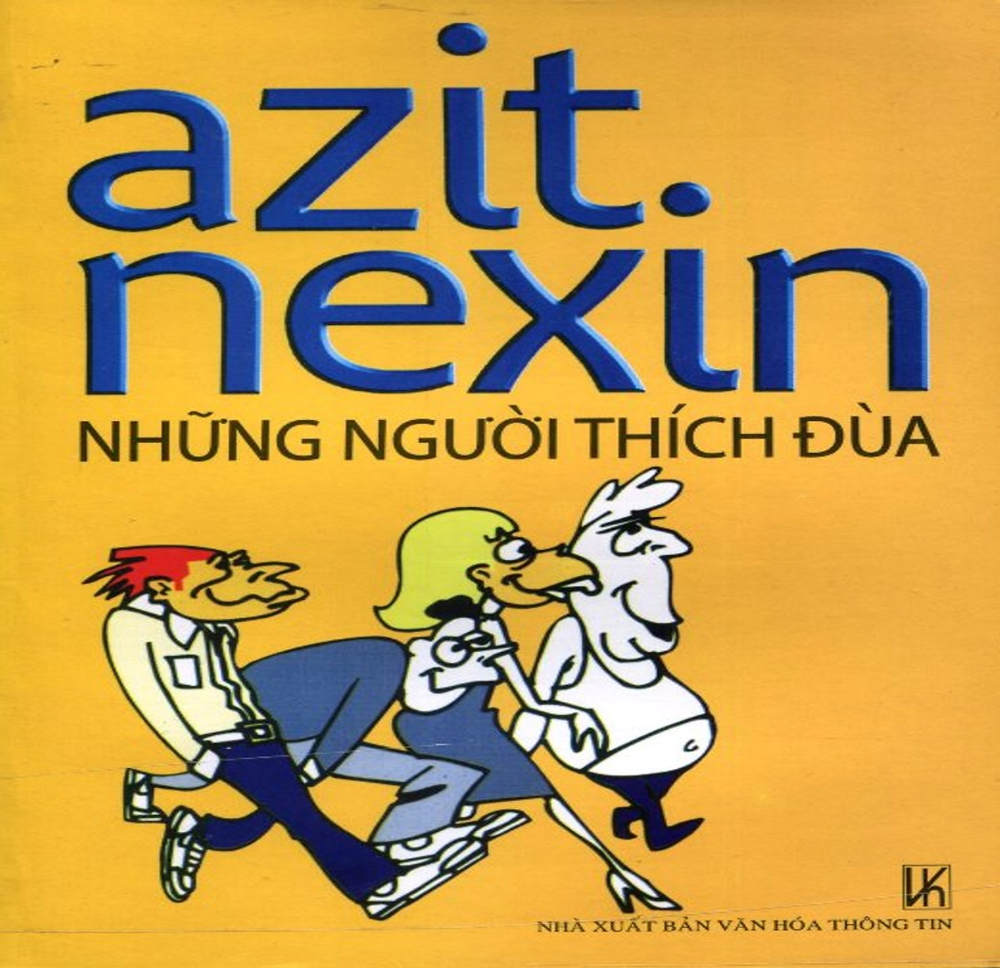 azit
nexin
NHỮNG NGƯỜI THÍCH ĐÙA
NHÀ XUẤT BẢN VĂN HÓA THÔNG TIN